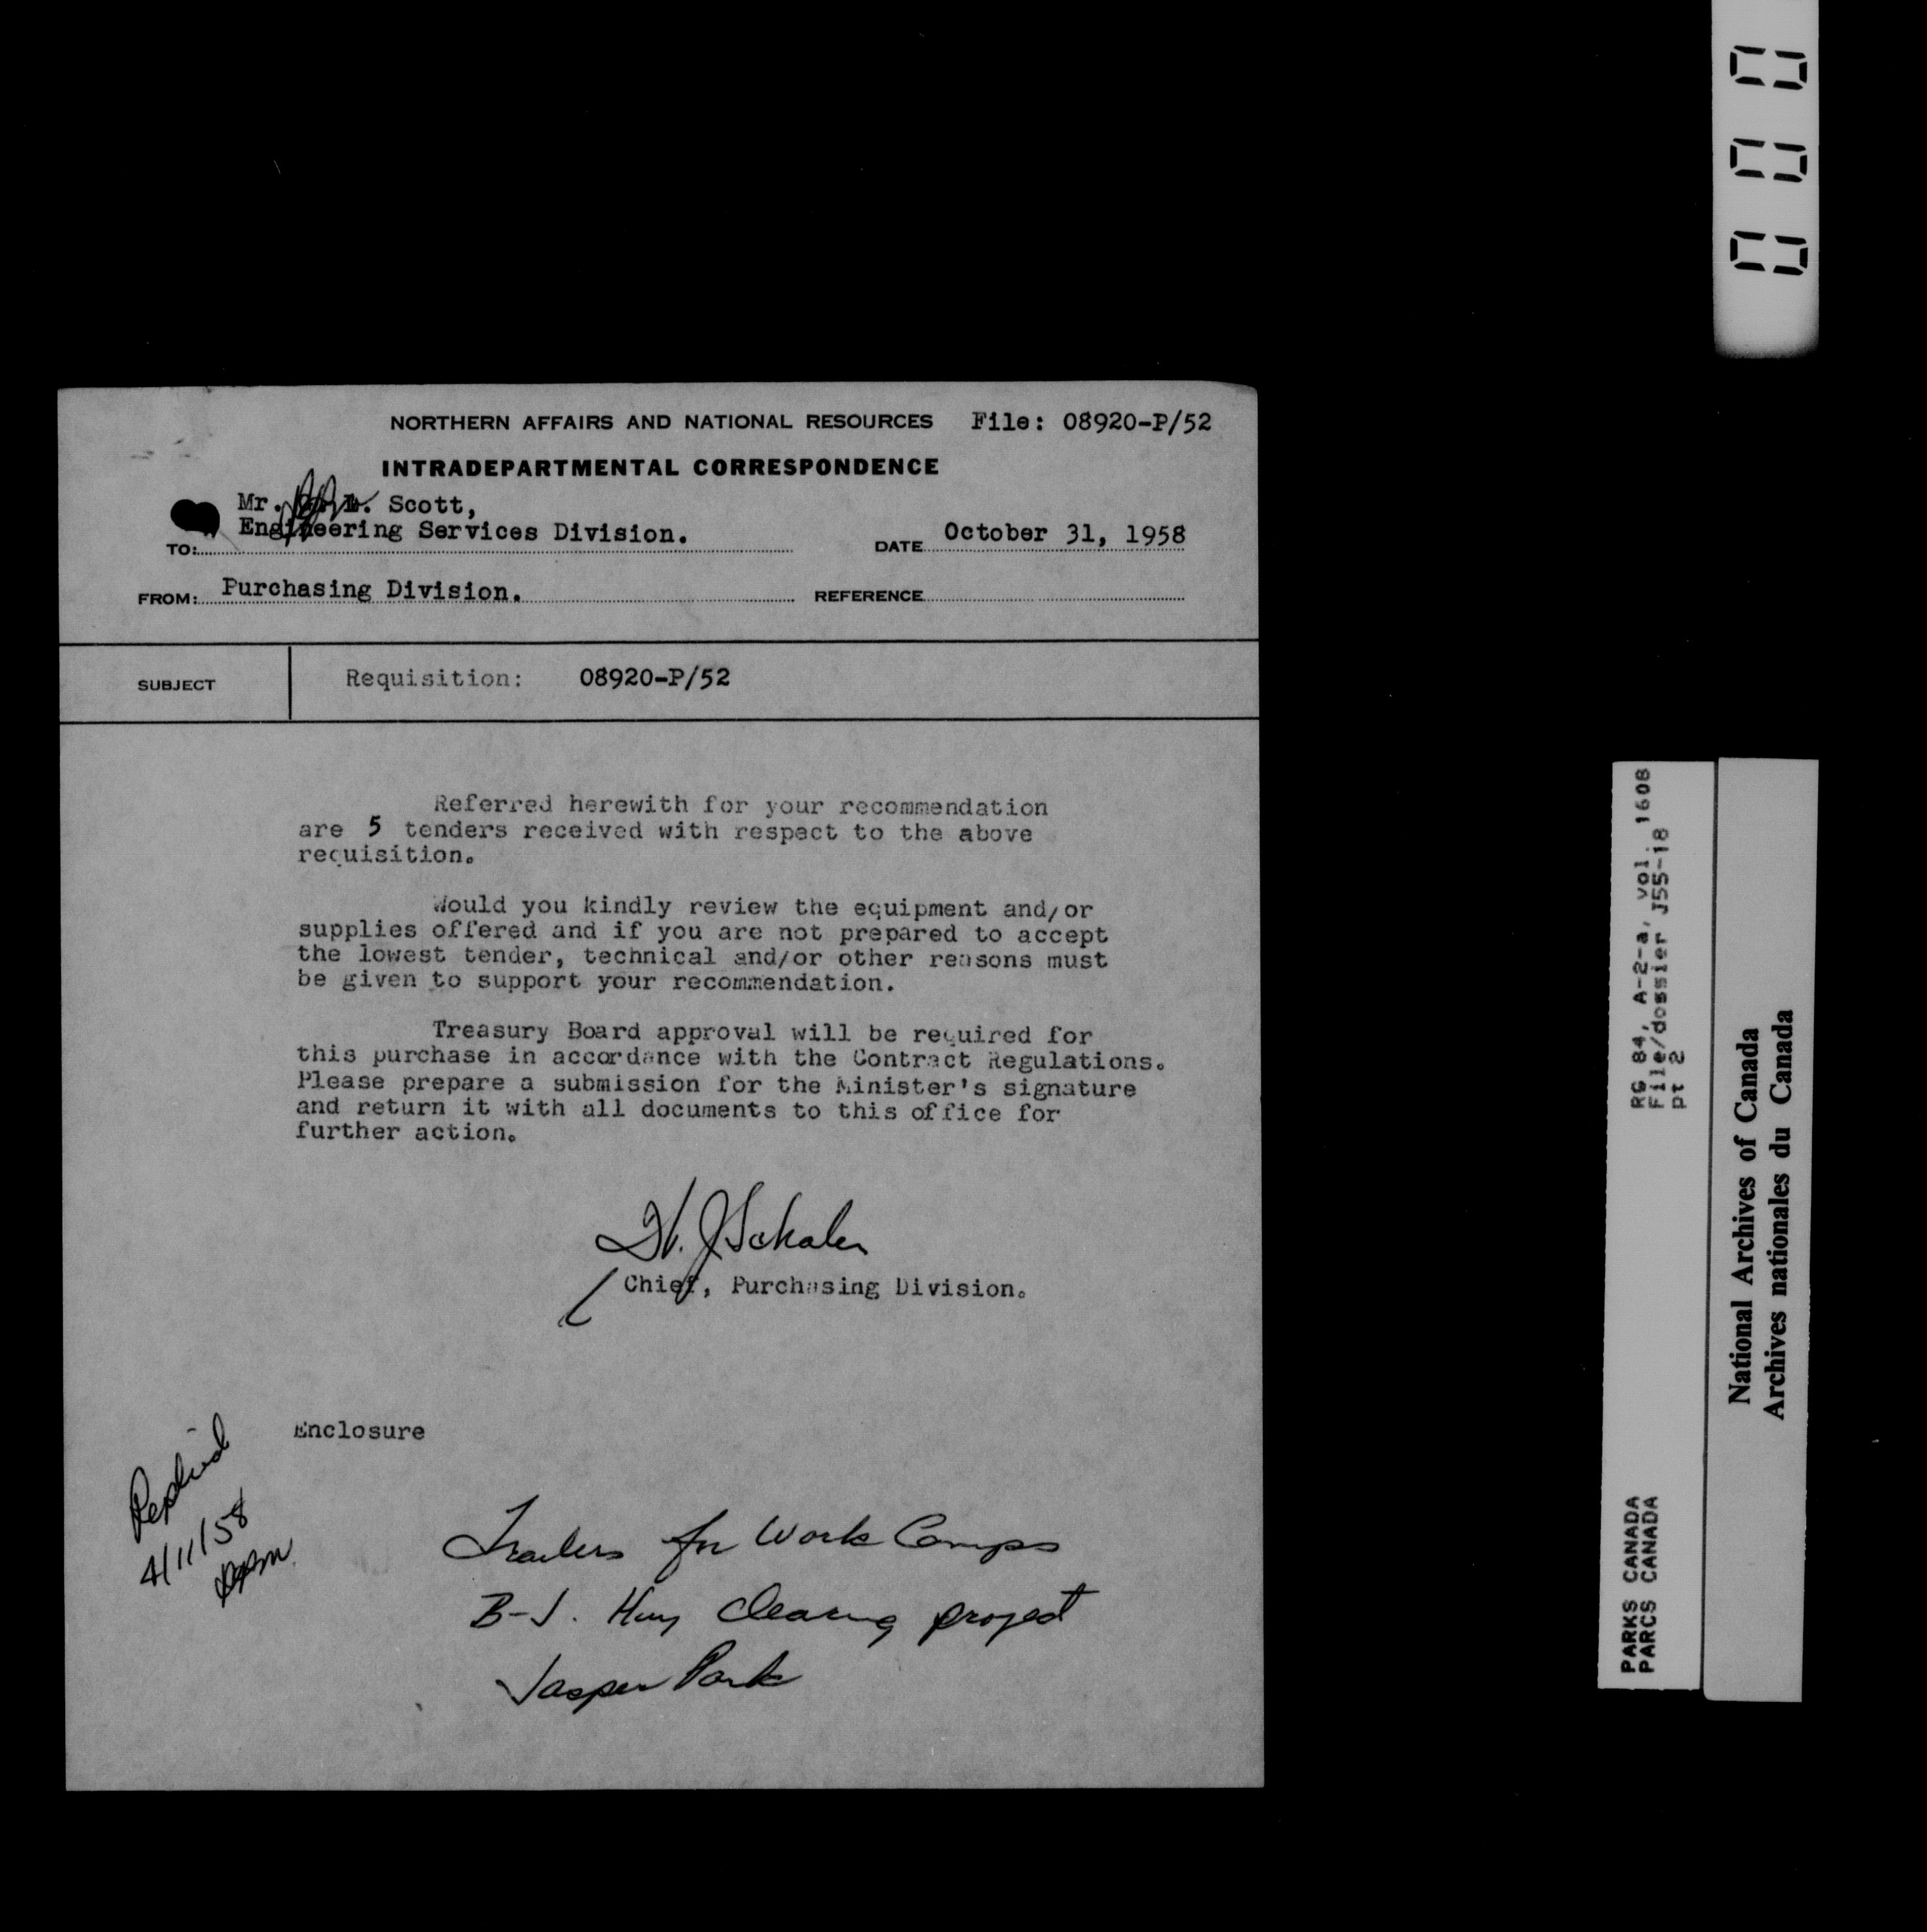 NORTHERN AFFAIRS AND NATIONAL RESOURCES File: 08920-P/52
INTRADEPARTMENTAL CORRESPONDENCE
Mr. Scott,
TO: Engineering Services Division. DATE October 31, 1958
FROM: Purchasing Division. REFERENCE
SUBJECT Requisition: 08920-P/52
Referred herewith for your recommendation
are 5 tenders received with respect to the above
requisition.
Would you kindly review the equipment and/or
supplies offered and if you are not prepared to accept
the lowest tender, technical and/or other reasons must
be given to support your recommendation.
Treasury Board approval will be required for
this purchase in accordance with the Contract Regulations.
Please prepare a submission for the Minister's signature
and return it with all documents to this office for
further action.
Chief, Purchasing Division.
Enclosure
Replied
4/11/58
Trailers for Work Camps
B-J. Hwy Clearing project
Jasper Park
RG 84, A-2-a, vol. 1608
File/dossier J55-18
pt 2
PARKS CANADA
PARCS CANADA
National Archives of Canada
Archives nationales du Canada